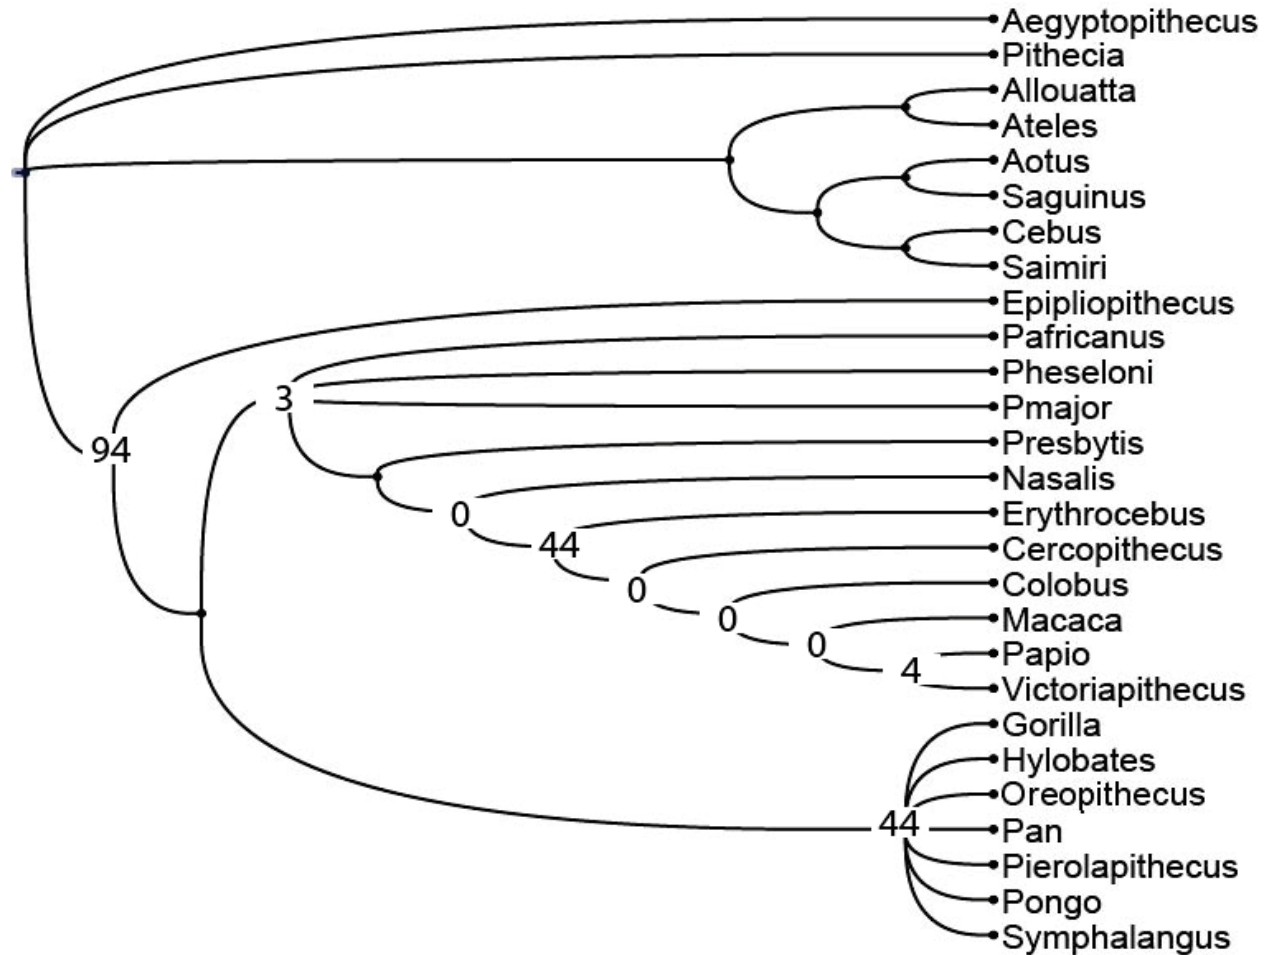 Aegyptopithecus
Pithecia
Allouatta
Ateles
Aotus
Saguinus
Cebus
Saimiri
Epipliopithecus
Pafricanus
Pheseloni
3
Pmajor
94
Presbytis
Nasalis
0
Erythrocebus
44
Cercopithecus
0
Colobus
0
Macaca
0
Papio
4
Victoriapithecus
Gorilla
Hylobates
Oreopithecus
44
Pan
Pierolapithecus
Pongo
Symphalangus